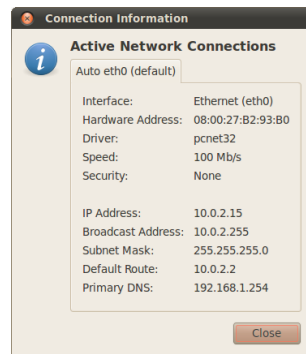 Connection Information
Active Network Connections
Auto eth0 (default)
Interface: Ethernet (eth0)
Hardware Address: 08:00:27:B2:93:B0
Driver: pcnet32
Speed: 100 Mb/s
Security: None
IP Address: 10.0.2.15
Broadcast Address: 10.0.2.255
Subnet Mask: 255.255.255.0
Default Route: 10.0.2.2
Primary DNS: 192.168.1.254
Close